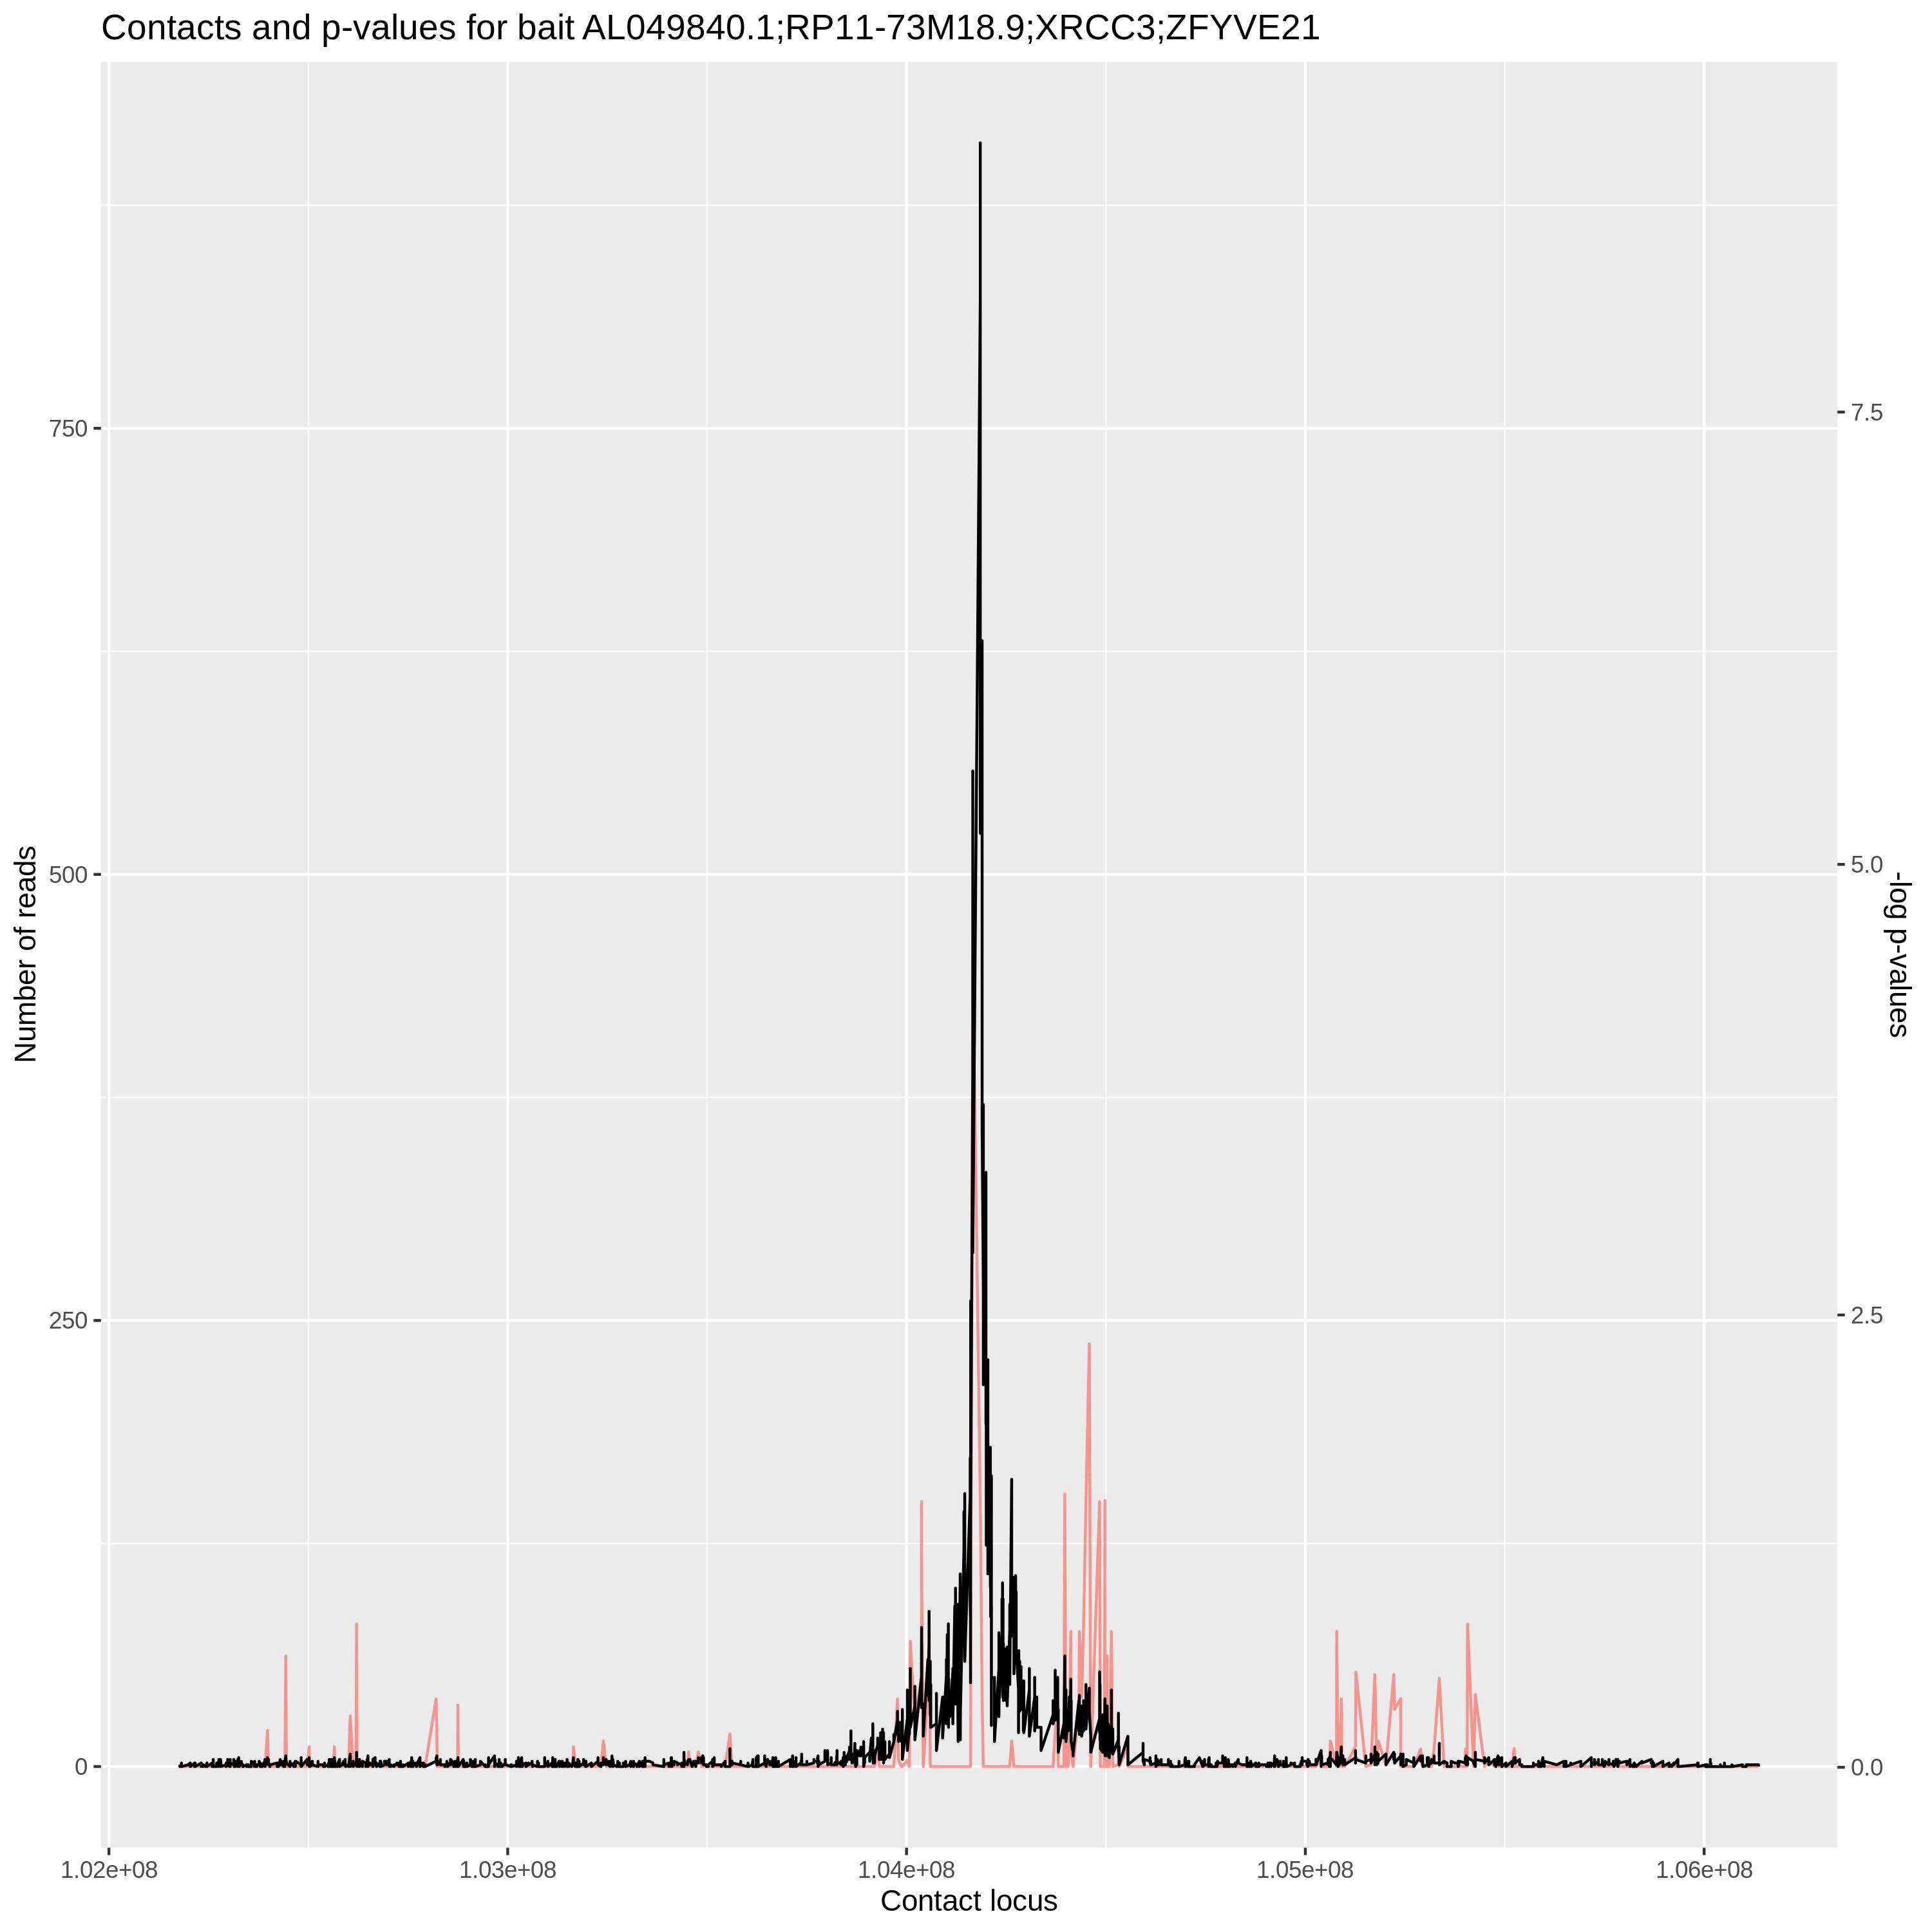 Contacts and p-values for bait AL049840.1;RP11-73M18.9;XRCC3;ZFYVE21
Number of reads
750
500
250
0
-log p-values
7.5
5.0
2.5
0.0
1.02e+08
1.03e+08
1.04e+08
1.05e+08
1.06e+08
Contact locus